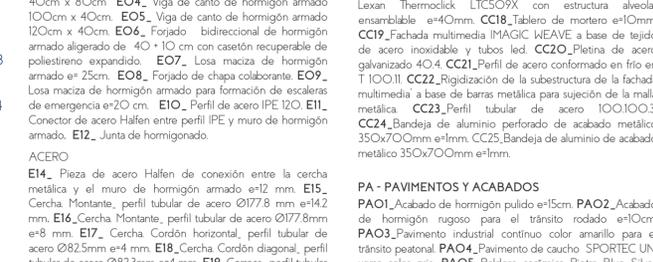 40cm x 80cm  E04_ Viga de canto de hormigón armado
100cm x 40cm. E05_ Viga de canto de hormigón armado
120cm x 40cm. E06_ Forjado bidireccional de hormigón
armado aligerado de 40 + 10 cm con casetón recuperable de
poliestireno expandido. E07_ Losa maciza de hormigón
armado e= 25cm. E08_ Forjado de chapa colaborante. E09_
Losa maciza de hormigón armado para formación de escaleras
de emergencia e=20 cm. E10_ Perfil de acero IPE 120. E11_
Conector de acero Halfen entre perfil IPE y muro de hormigón
armado. E12_ Junta de hormigonado.
ACERO
E14_ Pieza de acero Halfen de conexión entre la cercha
metálica y el muro de hormigón armado e=12 mm. E15_
Cercha. Montante_ perfil tubular de acero Ø177.8 mm e=14.2
mm. E16_Cercha. Montante_ perfil tubular de acero Ø177.8mm
e=8 mm. E17_ Cercha. Cordón horizontal_ perfil tubular de
acero Ø82.5mm e=4 mm. E18_Cercha. Cordón diagonal_ perfil
Lexan Thermoclick LTC509X con estructura alveola
ensamblable e=40mm. CC18_Tablero de mortero e=10mm
CC19_Fachada multimedia IMAGIC WEAVE a base de tejido
de acero inoxidable y tubos led. CC20_Pletina de acero
galvanizado 40.4. CC21_Perfil de acero conformado en frío en
T 100.11. CC22_Rigidización de la subestructura de la fachada
multimedia a base de barras metálica para sujeción de la malla
metálica. CC23_Perfil tubular de acero 100.100.3
CC24_Bandeja de aluminio perforado de acabado metálico
350x700mm e=1mm. CC25_Bandeja de aluminio de acabado
metálico 350x700mm e=1mm.
PA - PAVIMENTOS Y ACABADOS
PA01_Acabado de hormigón pulido e=15cm. PA02_Acabado
de hormigón rugoso para el tránsito rodado e=10cm
PA03_Pavimento industrial continúo color amarillo para e
tránsito peatonal. PA04_Pavimento de caucho SPORTEC UN